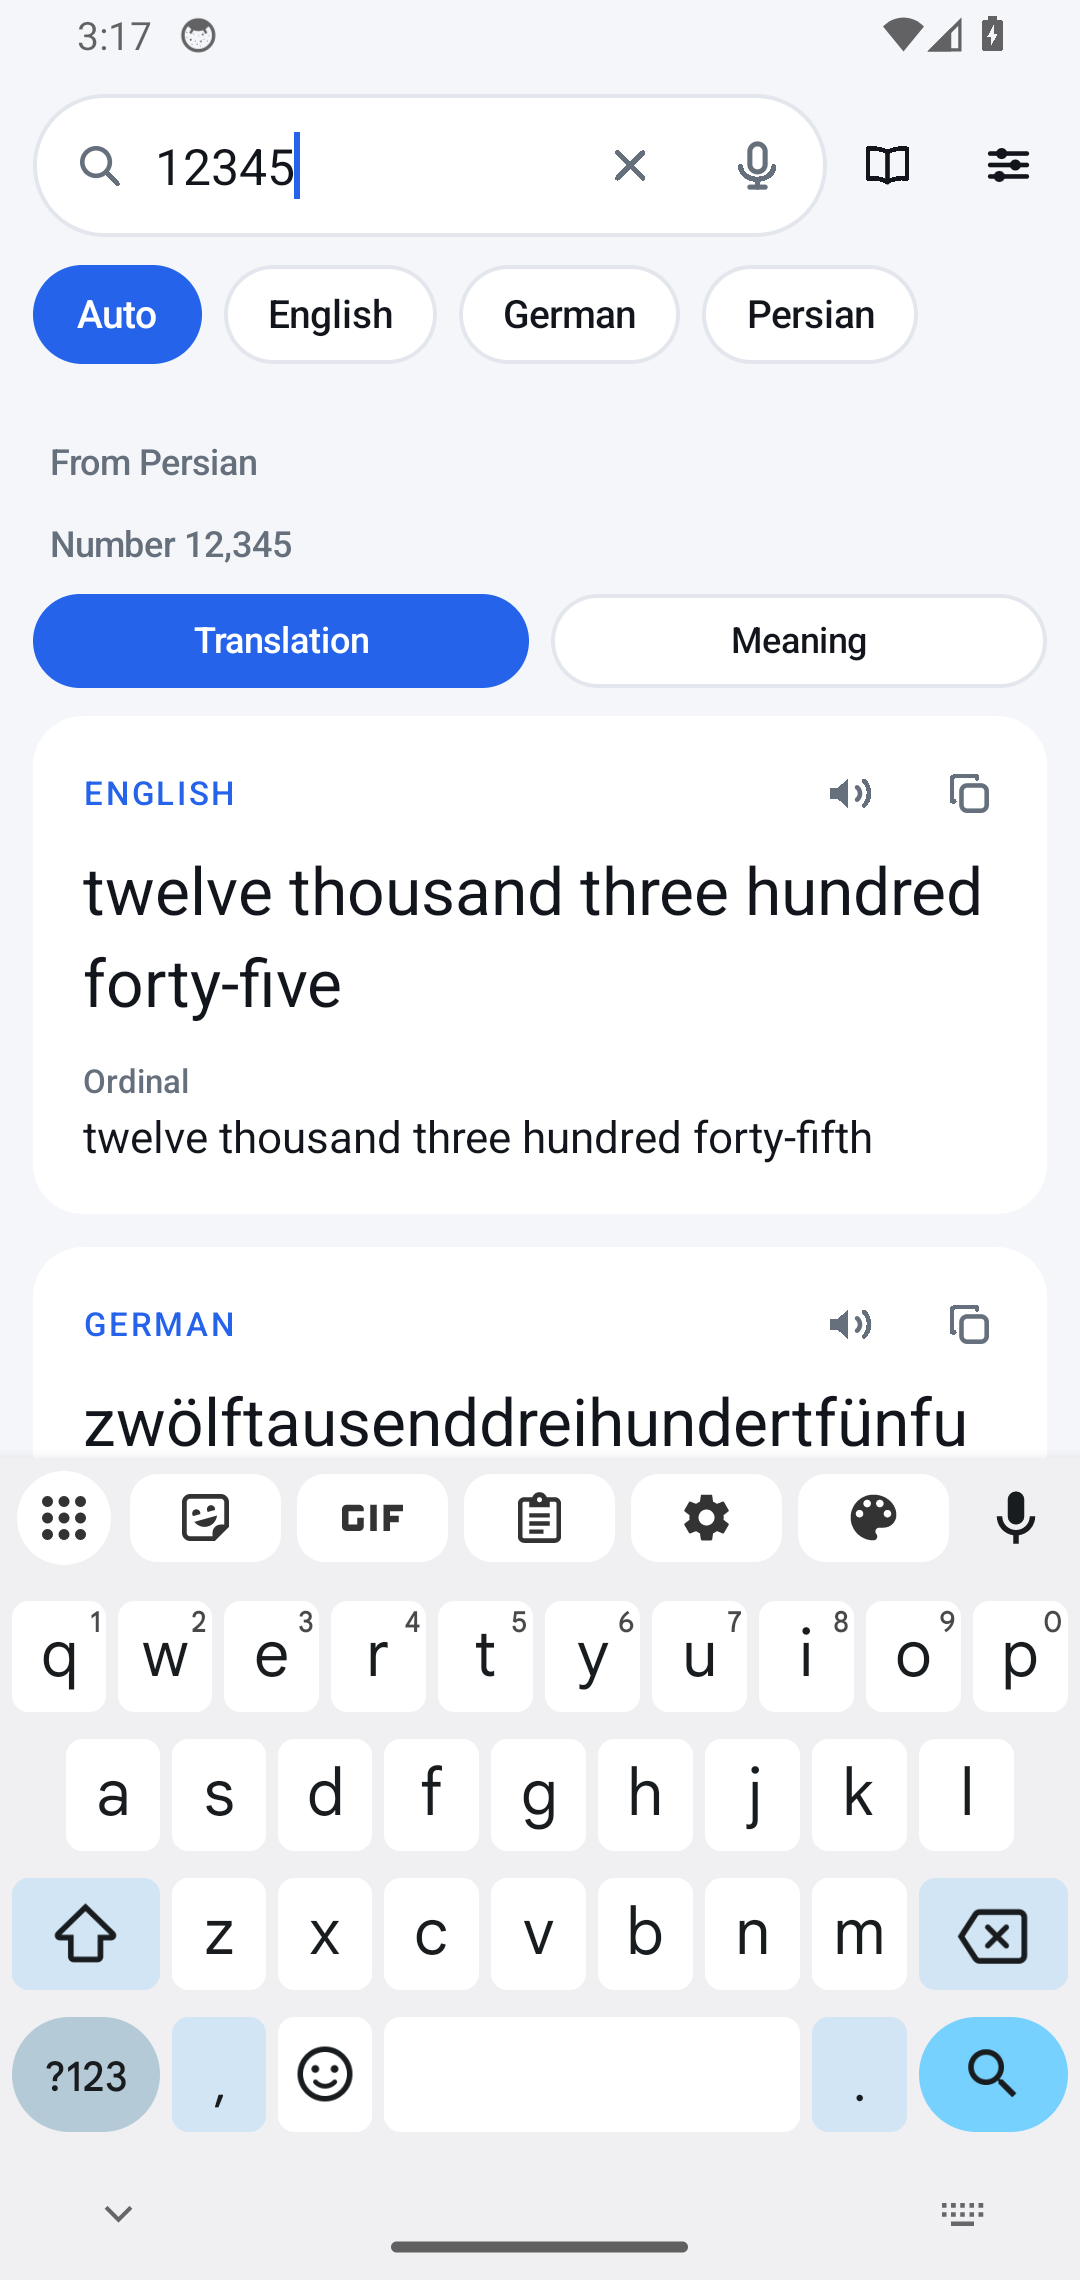 3:17
12345
Auto English German Persian
From Persian
Number 12,345
Translation Meaning
ENGLISH
twelve thousand three hundred
forty-five
Ordinal
twelve thousand three hundred forty-fifth
GERMAN
zwölftausenddreihundertfünfu
GIF
q 1 w 2 e 3 r 4 t 5 y 6 u 7 i 8 o 9 p 0
a s d f g h j k l
z x c v b n m
?123 , .